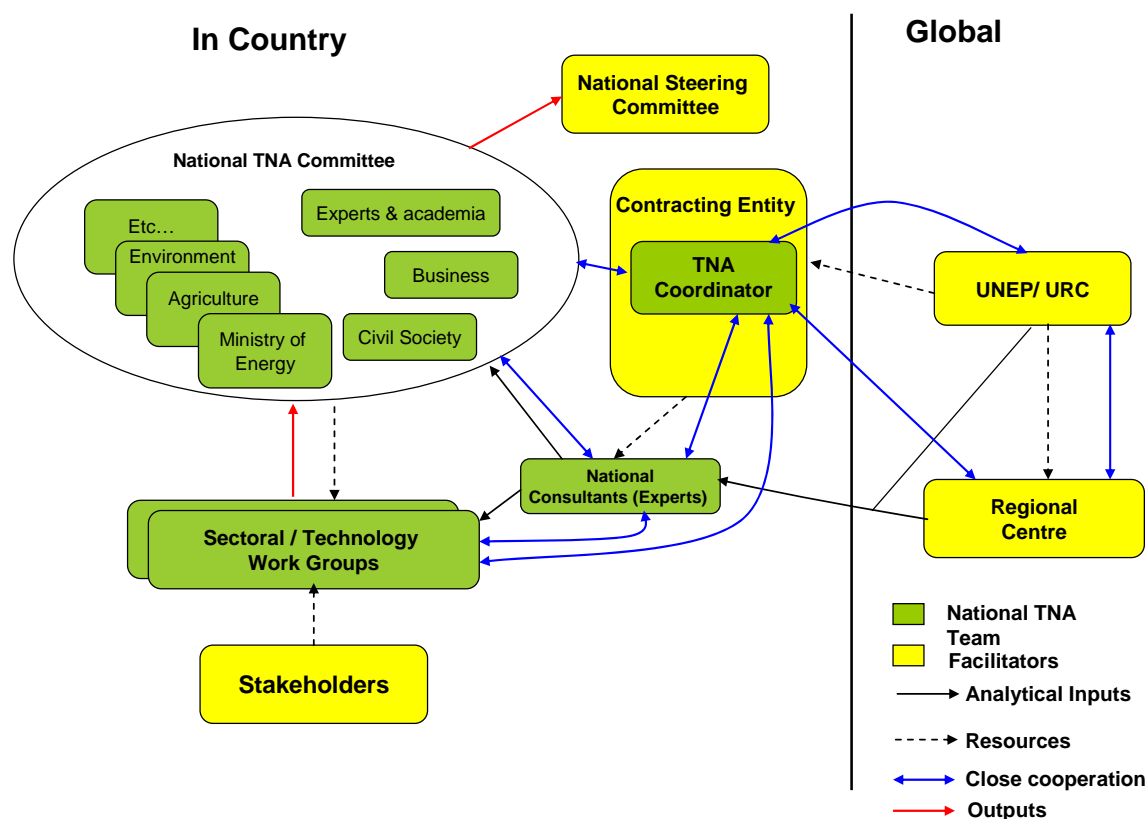 In Country
Global
National Steering
Committee
National TNA Committee
Etc…
Environment
Agriculture
Ministry of
Energy
Experts & academia
Business
Civil Society
Contracting Entity
TNA
Coordinator
UNEP/ URC
National
Consultants (Experts)
Regional
Centre
Sectoral / Technology
Work Groups
Stakeholders
National TNA
Team
Facilitators
Analytical Inputs
Resources
Close cooperation
Outputs